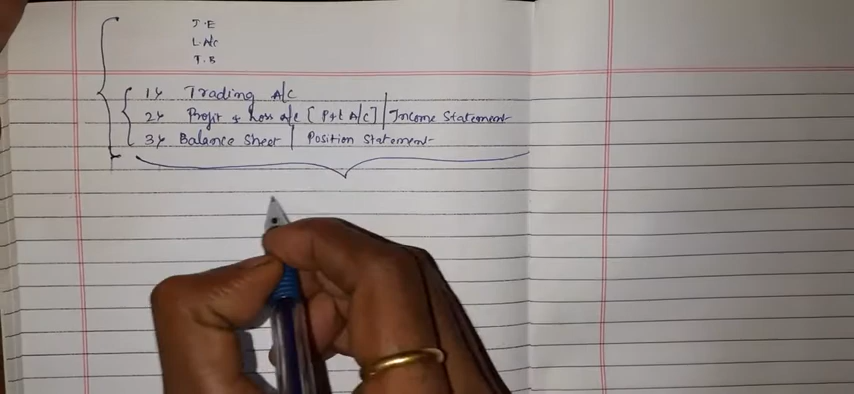 J.E
L.A/c
T.B
1} Trading A/c
2} Profit & Loss a/c [P+L A/C] | Income Statement
3} Balance Sheet | Position Statement